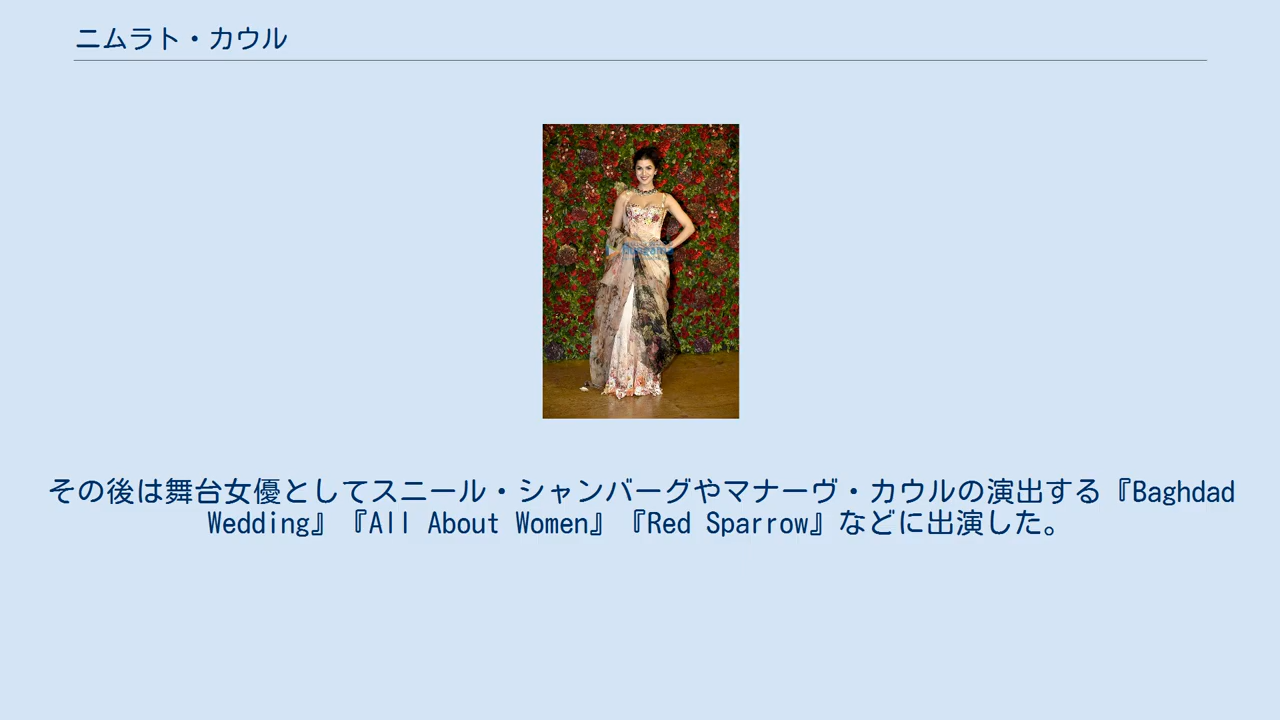 ニムラト・カウル
その後は舞台女優としてスニール・シャンバーグやマナーヴ・カウルの演出する『Baghdad
Wedding』『All About Women』『Red Sparrow』などに出演した。